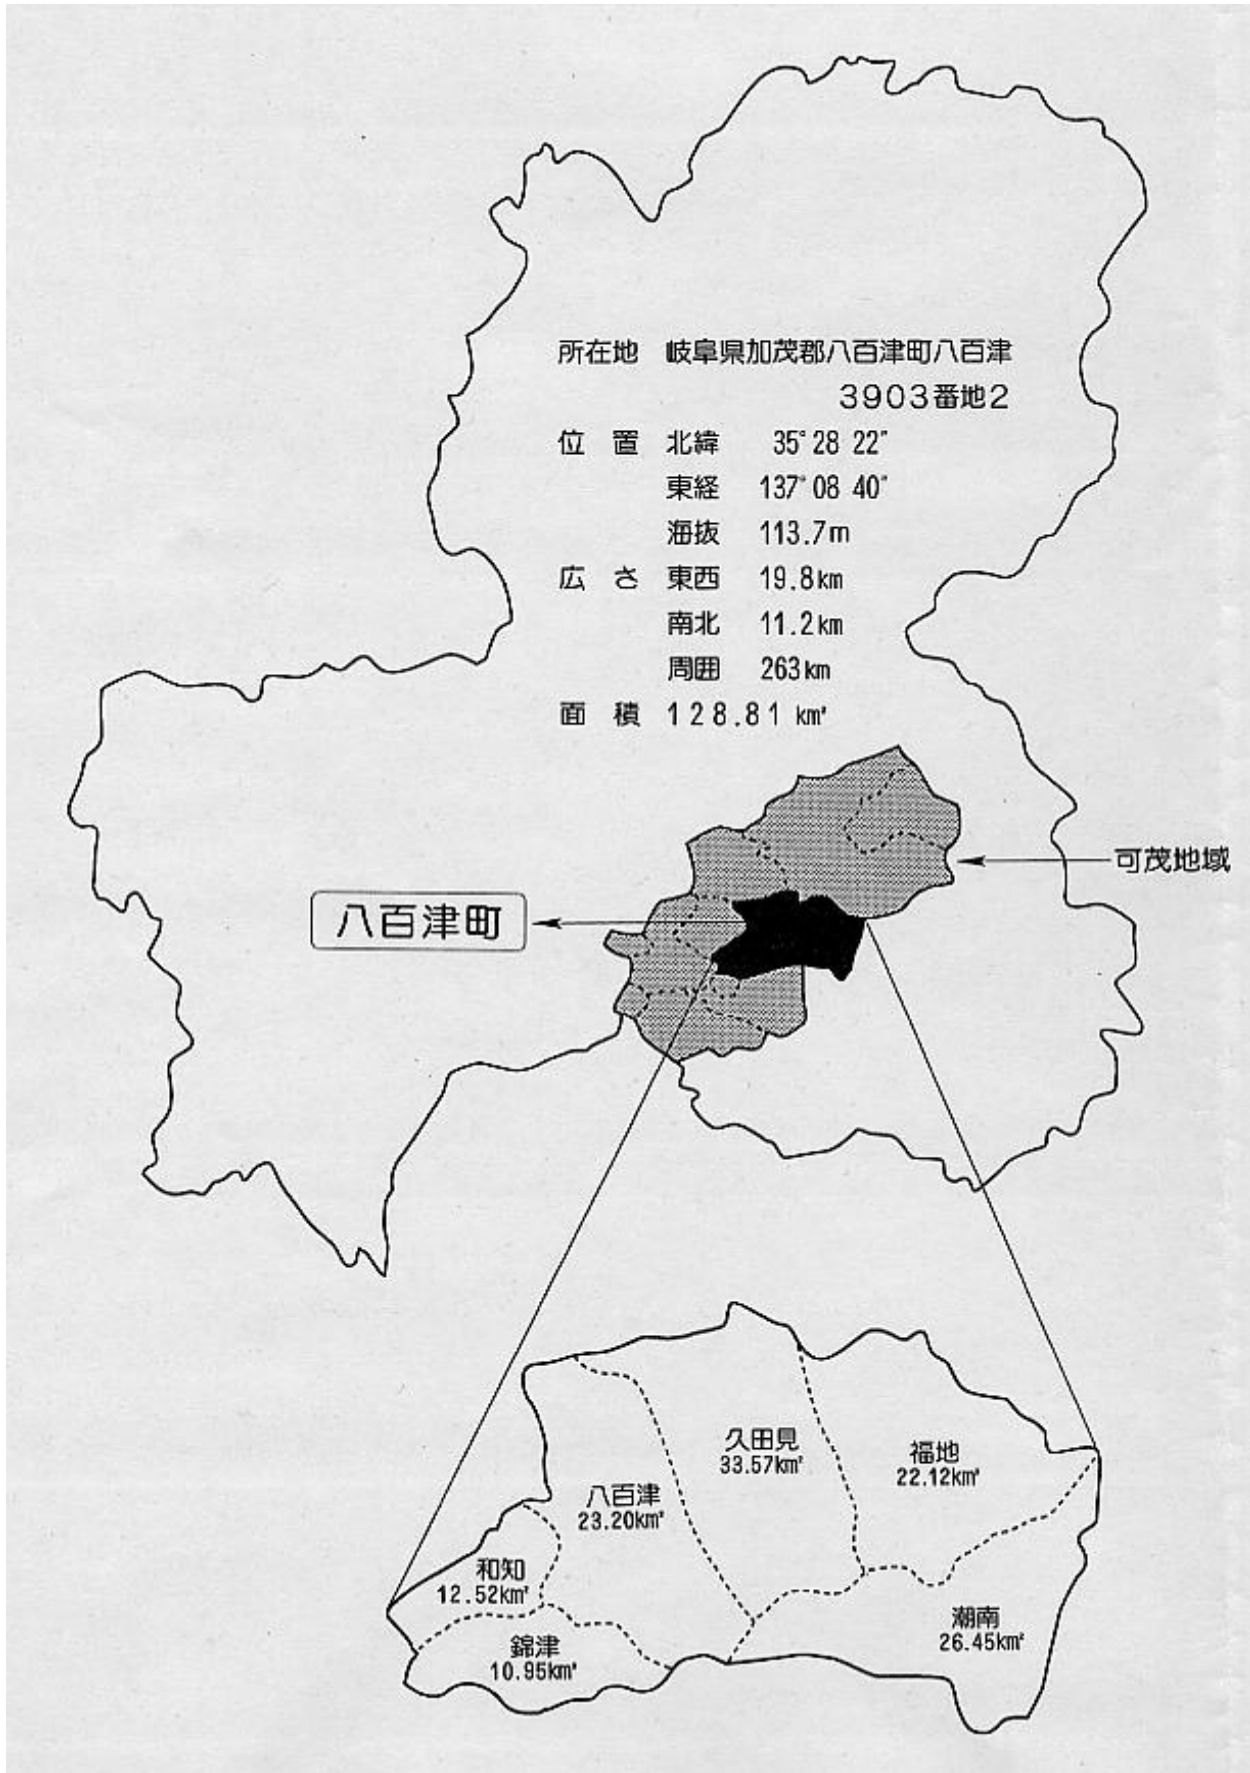 所在地 岐阜県加茂郡八百津町八百津
3903番地2
位 置 北緯 35° 28 22″
東経 137° 08 40″
海抜 113.7m
広 さ 東西 19.8km
南北 11.2km
周囲 263km
面 積 128.81 km²
可茂地域
八百津町
久田見
33.57km²
福地
22.12km²
八百津
23.20km²
和知
12.52km²
潮南
26.45km²
錦津
10.95km²